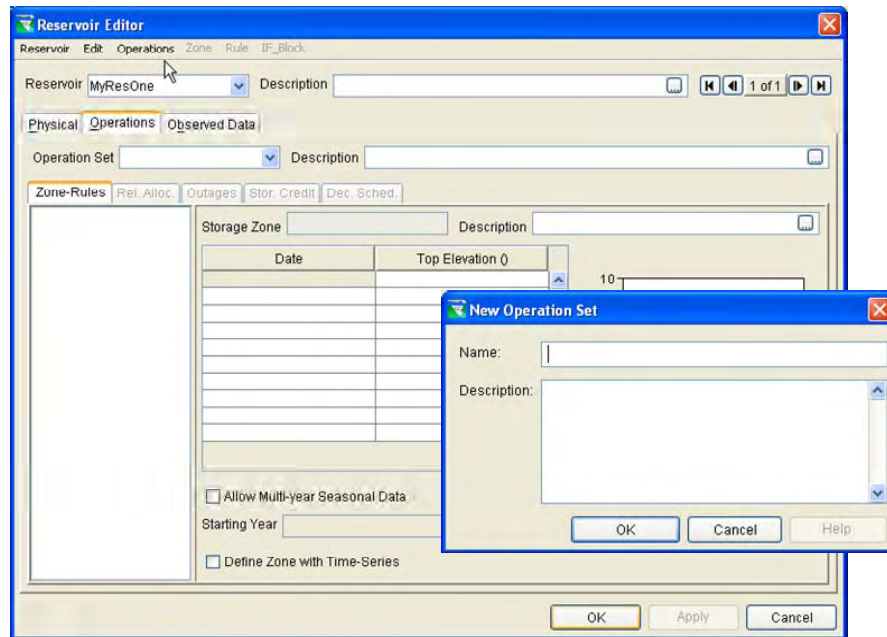 Reservoir Editor
Reservoir Edit Operations Zone Rule IF_Block
Reservoir MyResOne Description ... 1 of 1
Physical Operations Observed Data
Operation Set Description ...
Zone-Rules Rel. Alloc. Outages Stor. Credit Dec. Sched.
Storage Zone Description ...
Date Top Elevation ()
10
Allow Multi-year Seasonal Data
Starting Year
Define Zone with Time-Series
OK Apply Cancel
New Operation Set
Name:
Description:
OK Cancel Help